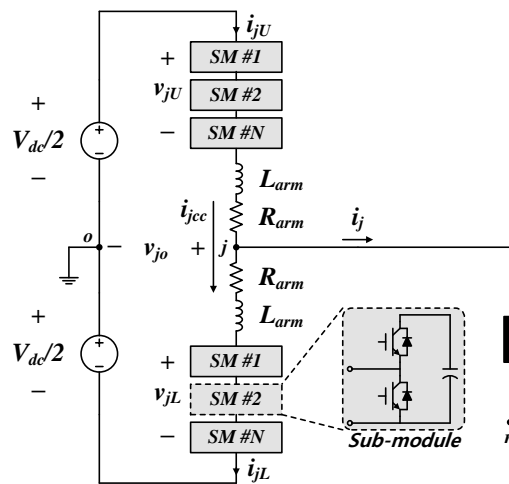 i_jU
+
SM #1
v_jU
SM #2
−
SM #N
+
V_dc/2
−
L_arm
i_jcc
R_arm
i_j
o
−
v_jo
+
j
R_arm
L_arm
+
V_dc/2
−
+
SM #1
v_jL
SM #2
−
SM #N
i_jL
Sub-module